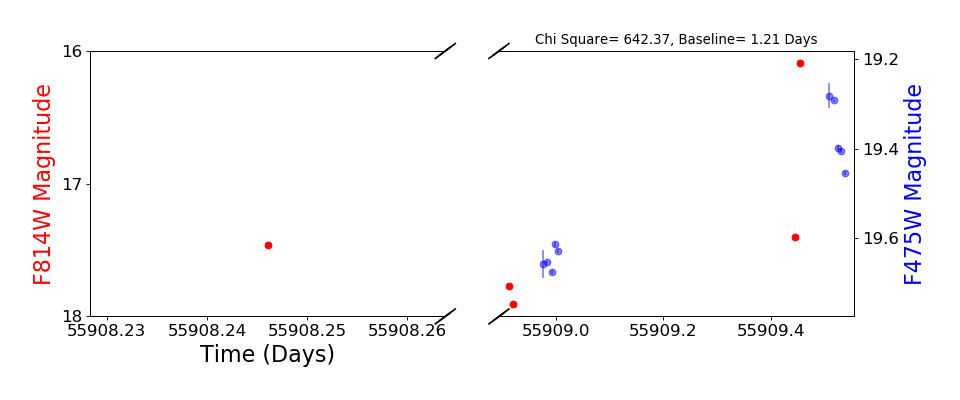 Chi Square= 642.37, Baseline= 1.21 Days
F814W Magnitude
16
17
18
19.2
19.4
19.6
F475W Magnitude
55908.23 55908.24 55908.25 55908.26 55909.0 55909.2 55909.4
Time (Days)